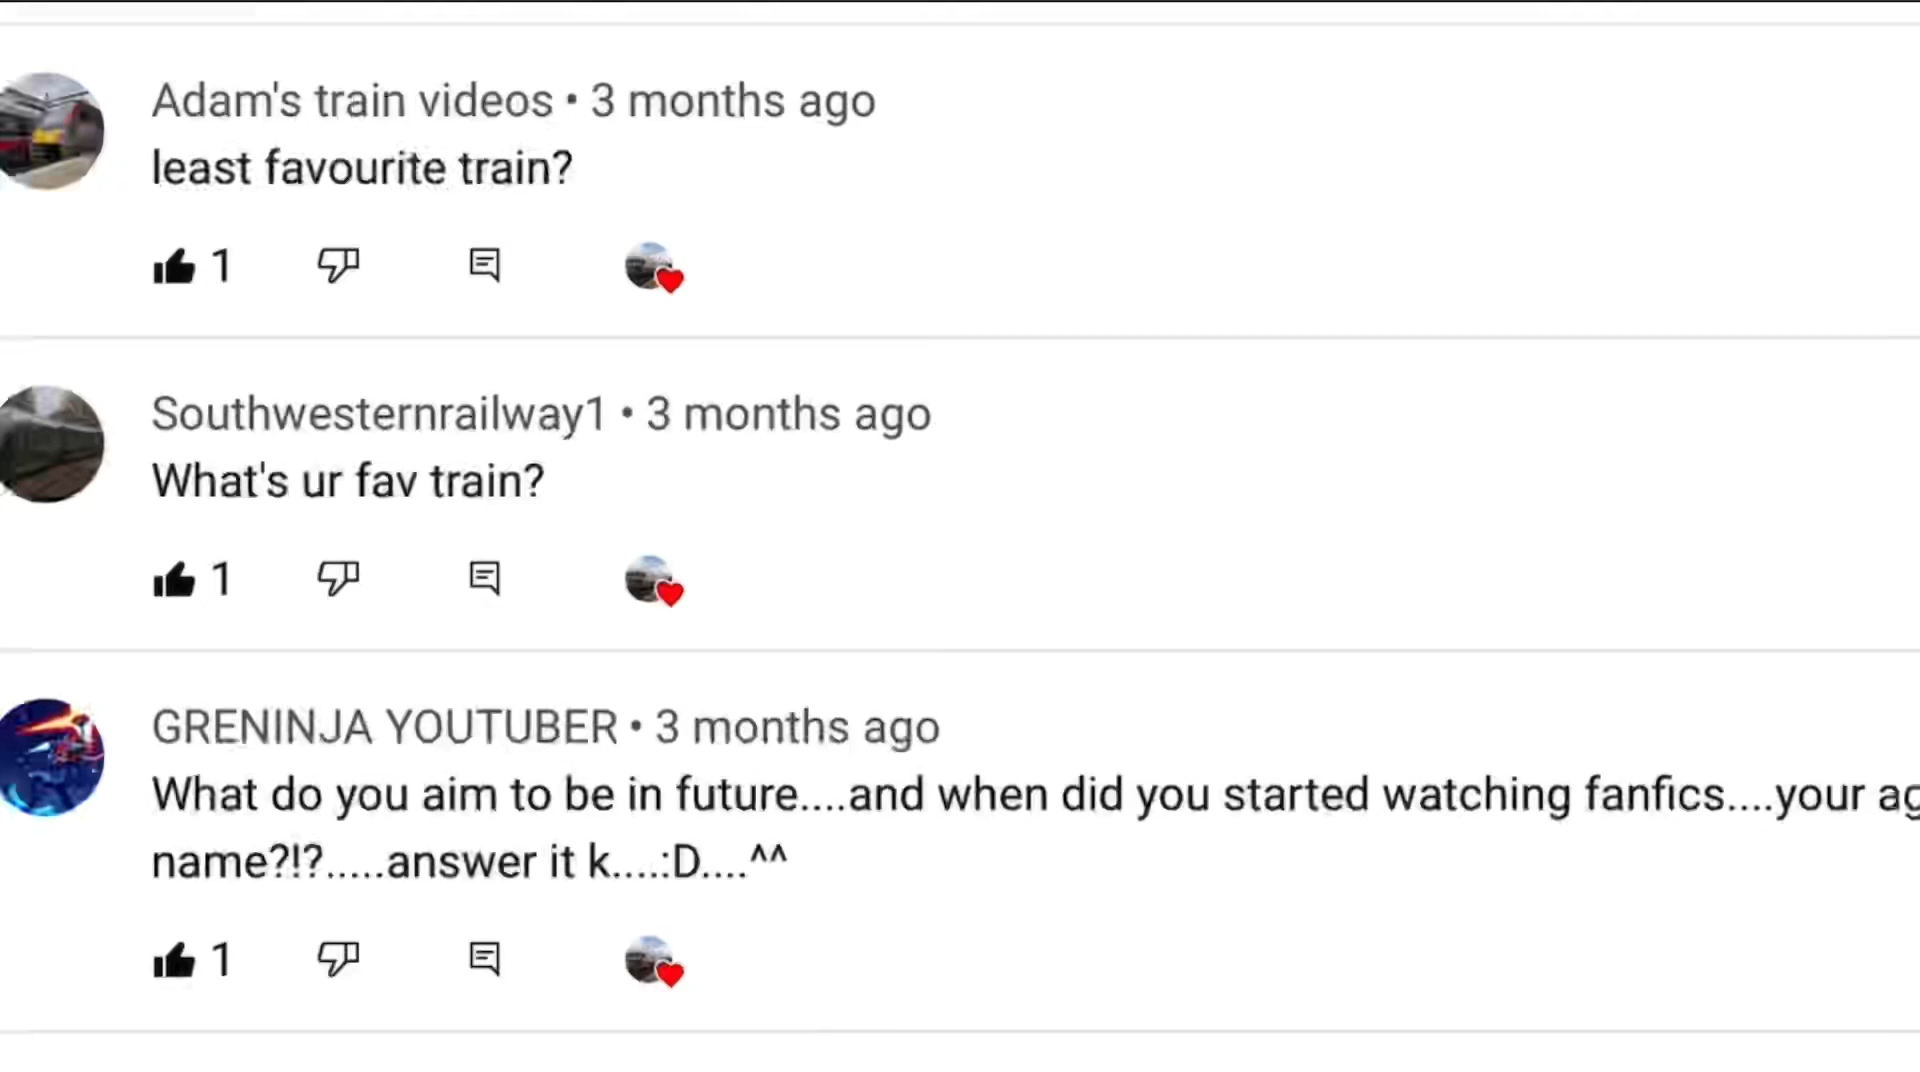 Adam's train videos • 3 months ago
least favourite train?
1
Southwesternrailway1 • 3 months ago
What's ur fav train?
1
GRENINJA YOUTUBER • 3 months ago
What do you aim to be in future....and when did you started watching fanfics....your
name?!?.....answer it k....:D....^^
1